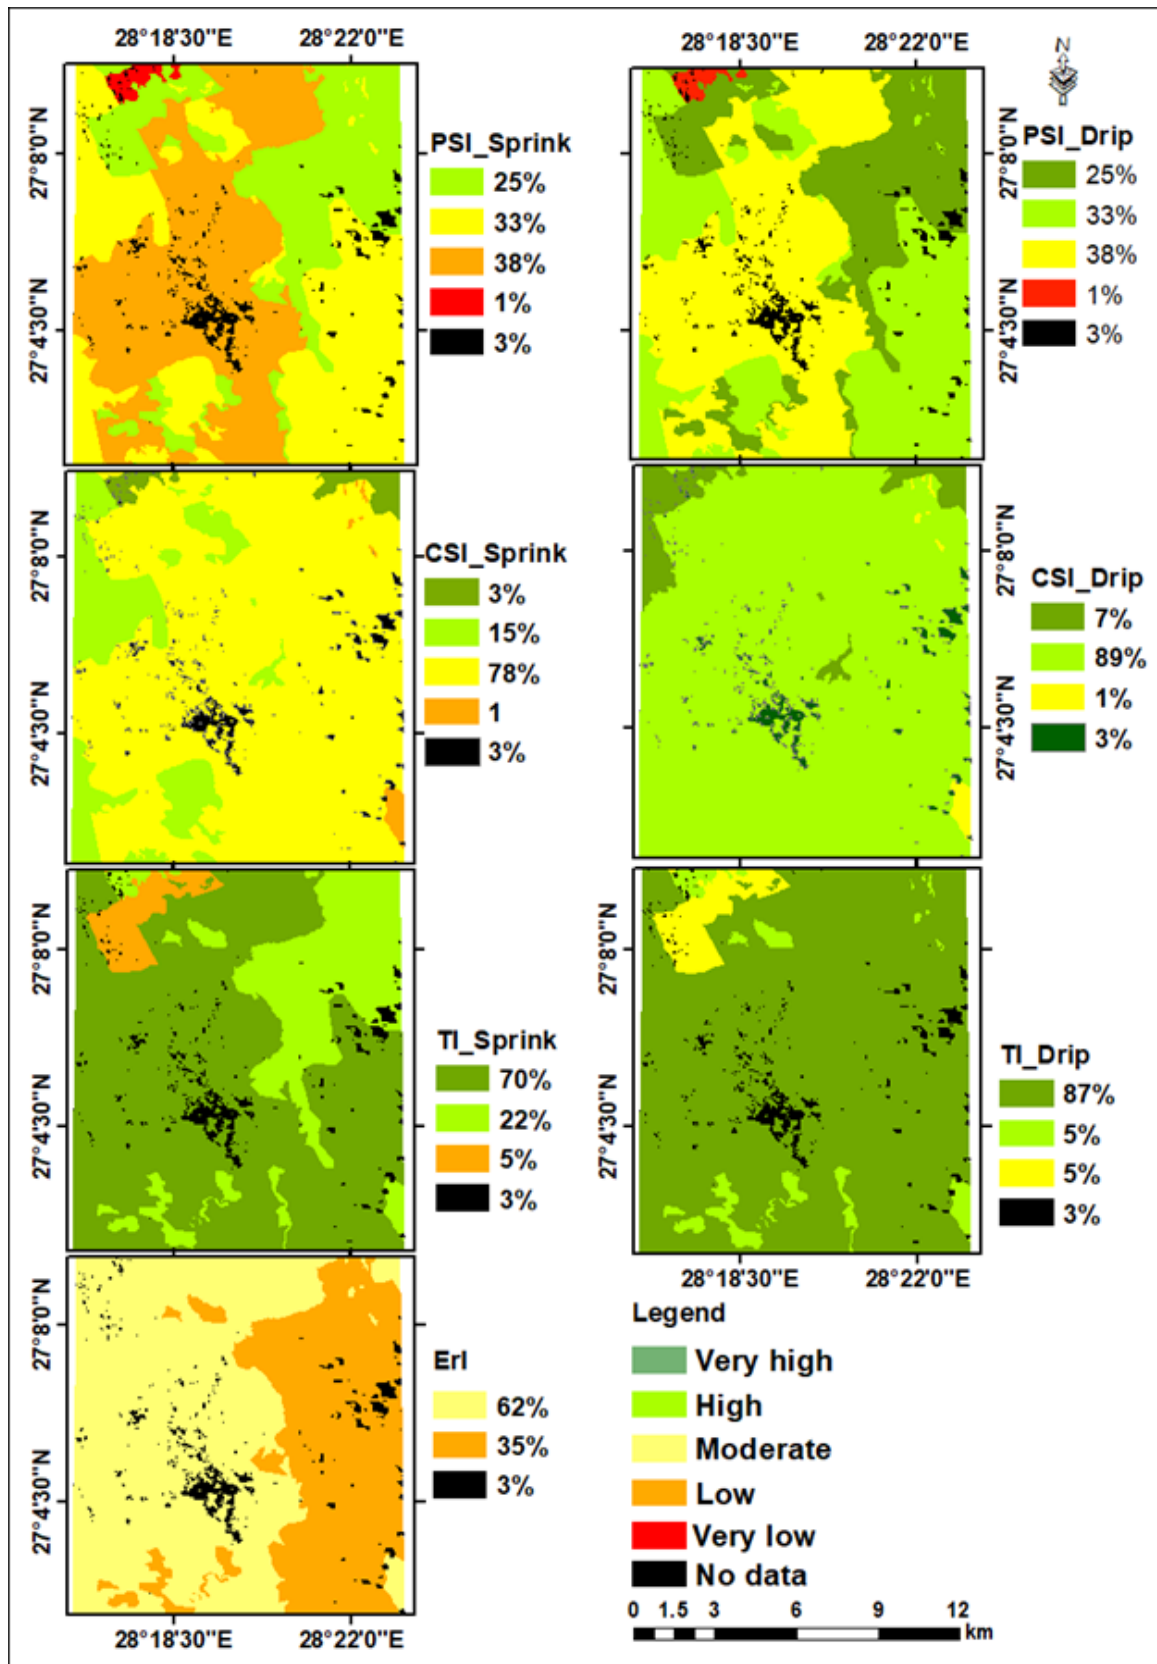 28°18'30"E 28°22'0"E 28°18'30"E 28°22'0"E
N
27°8'0"N
27°4'30"N
PSI_Sprink
25%
33%
38%
1%
3%
PSI_Drip
25%
33%
38%
1%
3%
27°8'0"N
27°4'30"N
27°8'0"N
27°4'30"N
CSI_Sprink
3%
15%
78%
1
3%
CSI_Drip
7%
89%
1%
3%
27°8'0"N
27°4'30"N
27°8'0"N
27°4'30"N
TI_Sprink
70%
22%
5%
3%
27°8'0"N
27°4'30"N
TI_Drip
87%
5%
5%
3%
28°18'30"E 28°22'0"E
27°8'0"N
27°4'30"N
ErI
62%
35%
3%
28°18'30"E 28°22'0"E
Legend
Very high
High
Moderate
Low
Very low
No data
0 1.5 3 6 9 12
km